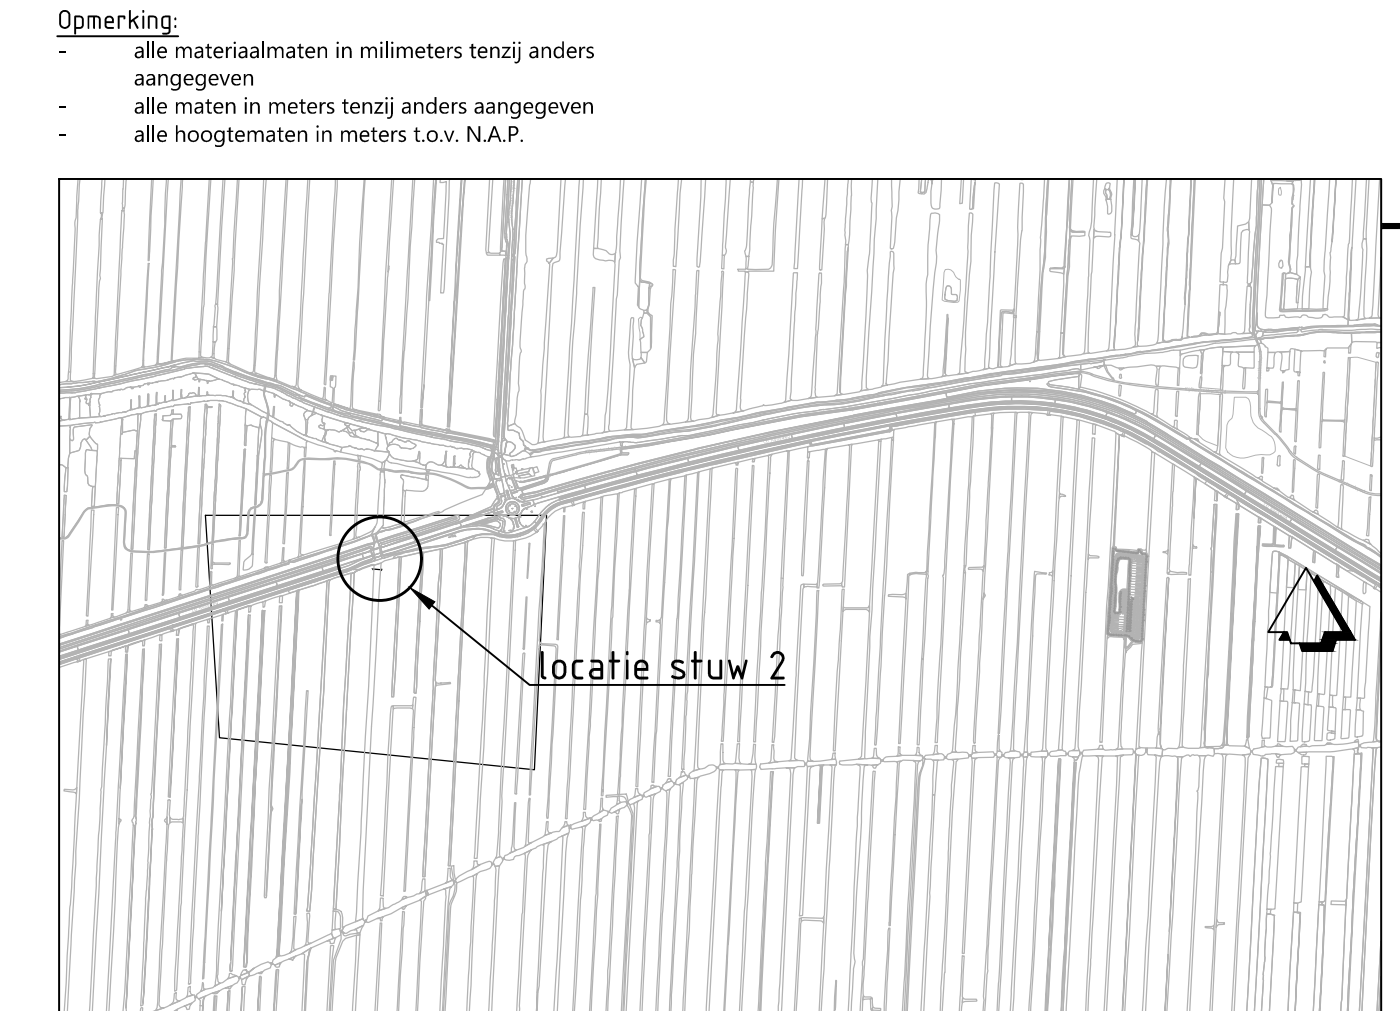 Opmerking:
- alle materiaalmaten in milimeters tenzij anders
aangegeven
- alle maten in meters tenzij anders aangegeven
- alle hoogtematen in meters t.o.v. N.A.P.
locatie stuw 2